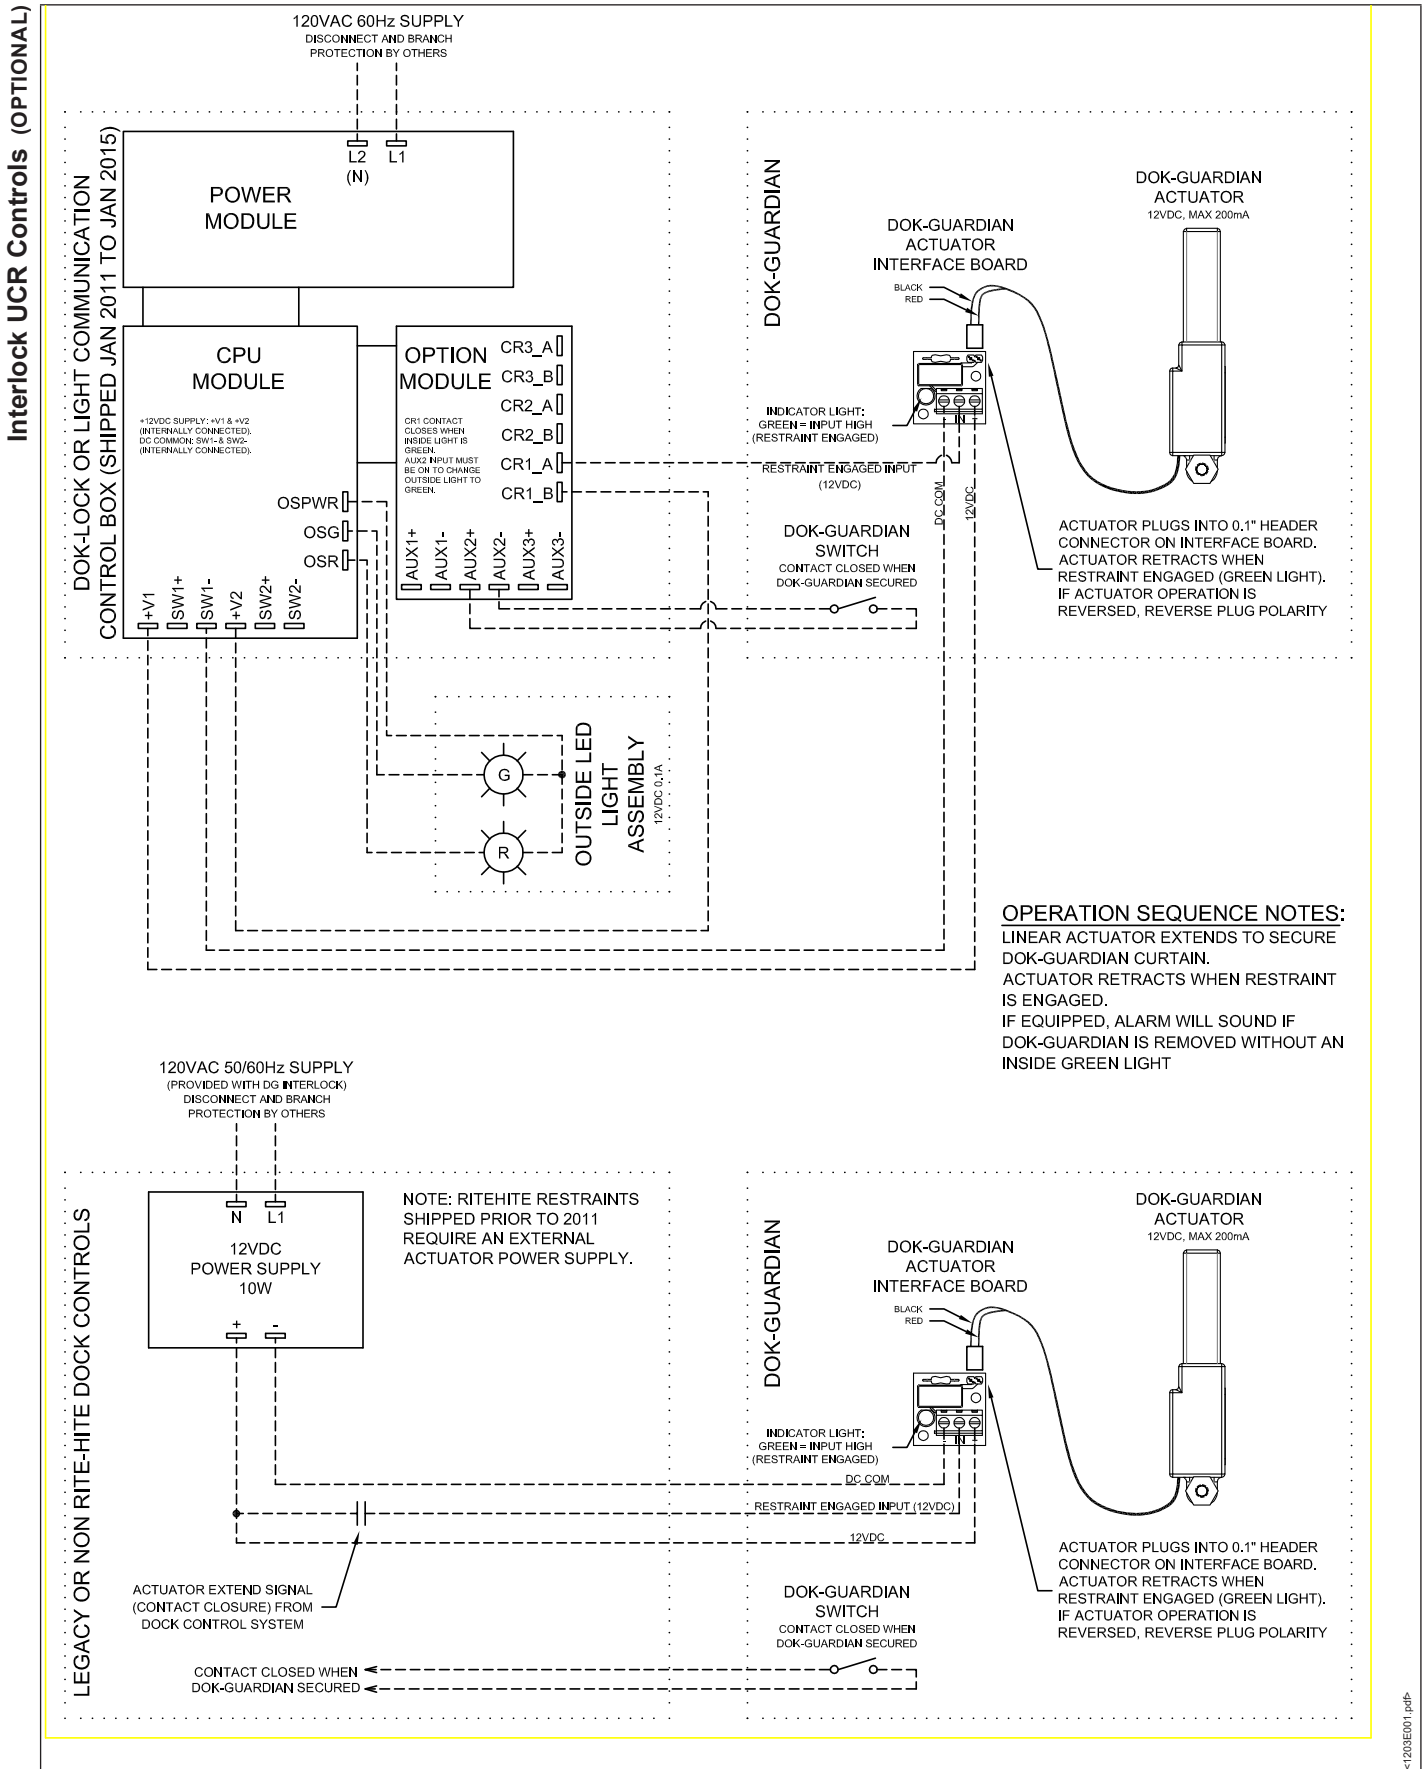 Interlock UCR Controls (OPTIONAL)
120VAC 60Hz SUPPLY
DISCONNECT AND BRANCH
PROTECTION BY OTHERS
DOK-LOCK OR LIGHT COMMUNICATION
CONTROL BOX (SHIPPED JAN 2011 TO JAN 2015)
L2
(N)
L1
POWER
MODULE
CPU
MODULE
+12VDC SUPPLY: +V1 & +V2
(INTERNALLY CONNECTED).
DC COMMON: SW1- & SW2-
(INTERNALLY CONNECTED).
OSPWR
OSG
OSR
+V1
SW1+
SW1-
+V2
SW2+
SW2-
OPTION
MODULE
CR1 CONTACT
CLOSES WHEN
INSIDE LIGHT IS
GREEN.
AUX2 INPUT MUST
BE ON TO CHANGE
OUTSIDE LIGHT TO
GREEN.
CR3_A
CR3_B
CR2_A
CR2_B
CR1_A
CR1_B
AUX1+
AUX1-
AUX2+
AUX2-
AUX3+
AUX3-
DOK-GUARDIAN
DOK-GUARDIAN
ACTUATOR
INTERFACE BOARD
BLACK
RED
DOK-GUARDIAN
ACTUATOR
12VDC, MAX 200mA
INDICATOR LIGHT:
GREEN = INPUT HIGH
(RESTRAINT ENGAGED)
- IN +
RESTRAINT ENGAGED INPUT
(12VDC)
DC COM
12VDC
DOK-GUARDIAN
SWITCH
CONTACT CLOSED WHEN
DOK-GUARDIAN SECURED
ACTUATOR PLUGS INTO 0.1" HEADER
CONNECTOR ON INTERFACE BOARD.
ACTUATOR RETRACTS WHEN
RESTRAINT ENGAGED (GREEN LIGHT).
IF ACTUATOR OPERATION IS
REVERSED, REVERSE PLUG POLARITY
G
R
OUTSIDE LED
LIGHT
ASSEMBLY
12VDC 0.1A
OPERATION SEQUENCE NOTES:
LINEAR ACTUATOR EXTENDS TO SECURE
DOK-GUARDIAN CURTAIN.
ACTUATOR RETRACTS WHEN RESTRAINT
IS ENGAGED.
IF EQUIPPED, ALARM WILL SOUND IF
DOK-GUARDIAN IS REMOVED WITHOUT AN
INSIDE GREEN LIGHT
120VAC 50/60Hz SUPPLY
(PROVIDED WITH DG INTERLOCK)
DISCONNECT AND BRANCH
PROTECTION BY OTHERS
LEGACY OR NON RITE-HITE DOCK CONTROLS
N
L1
12VDC
POWER SUPPLY
10W
+
-
NOTE: RITEHITE RESTRAINTS
SHIPPED PRIOR TO 2011
REQUIRE AN EXTERNAL
ACTUATOR POWER SUPPLY.
ACTUATOR EXTEND SIGNAL
(CONTACT CLOSURE) FROM
DOCK CONTROL SYSTEM
CONTACT CLOSED WHEN
DOK-GUARDIAN SECURED
DOK-GUARDIAN
DOK-GUARDIAN
ACTUATOR
INTERFACE BOARD
BLACK
RED
DOK-GUARDIAN
ACTUATOR
12VDC, MAX 200mA
INDICATOR LIGHT:
GREEN = INPUT HIGH
(RESTRAINT ENGAGED)
- IN +
DC COM
RESTRAINT ENGAGED INPUT (12VDC)
12VDC
DOK-GUARDIAN
SWITCH
CONTACT CLOSED WHEN
DOK-GUARDIAN SECURED
ACTUATOR PLUGS INTO 0.1" HEADER
CONNECTOR ON INTERFACE BOARD.
ACTUATOR RETRACTS WHEN
RESTRAINT ENGAGED (GREEN LIGHT).
IF ACTUATOR OPERATION IS
REVERSED, REVERSE PLUG POLARITY
<1203E001.pdf>